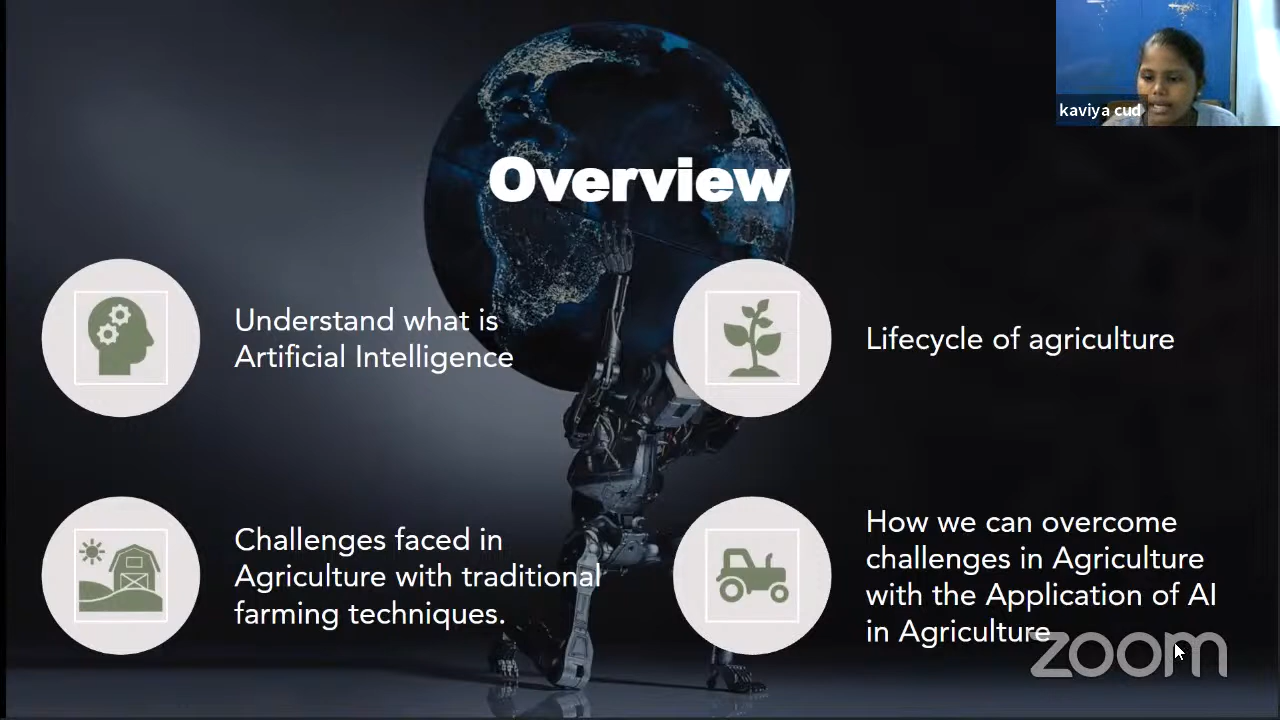 kaviya cud
Overview
Understand what is
Artificial Intelligence
Lifecycle of agriculture
Challenges faced in
Agriculture with traditional
farming techniques.
How we can overcome
challenges in Agriculture
with the Application of AI
in Agriculture
zoom